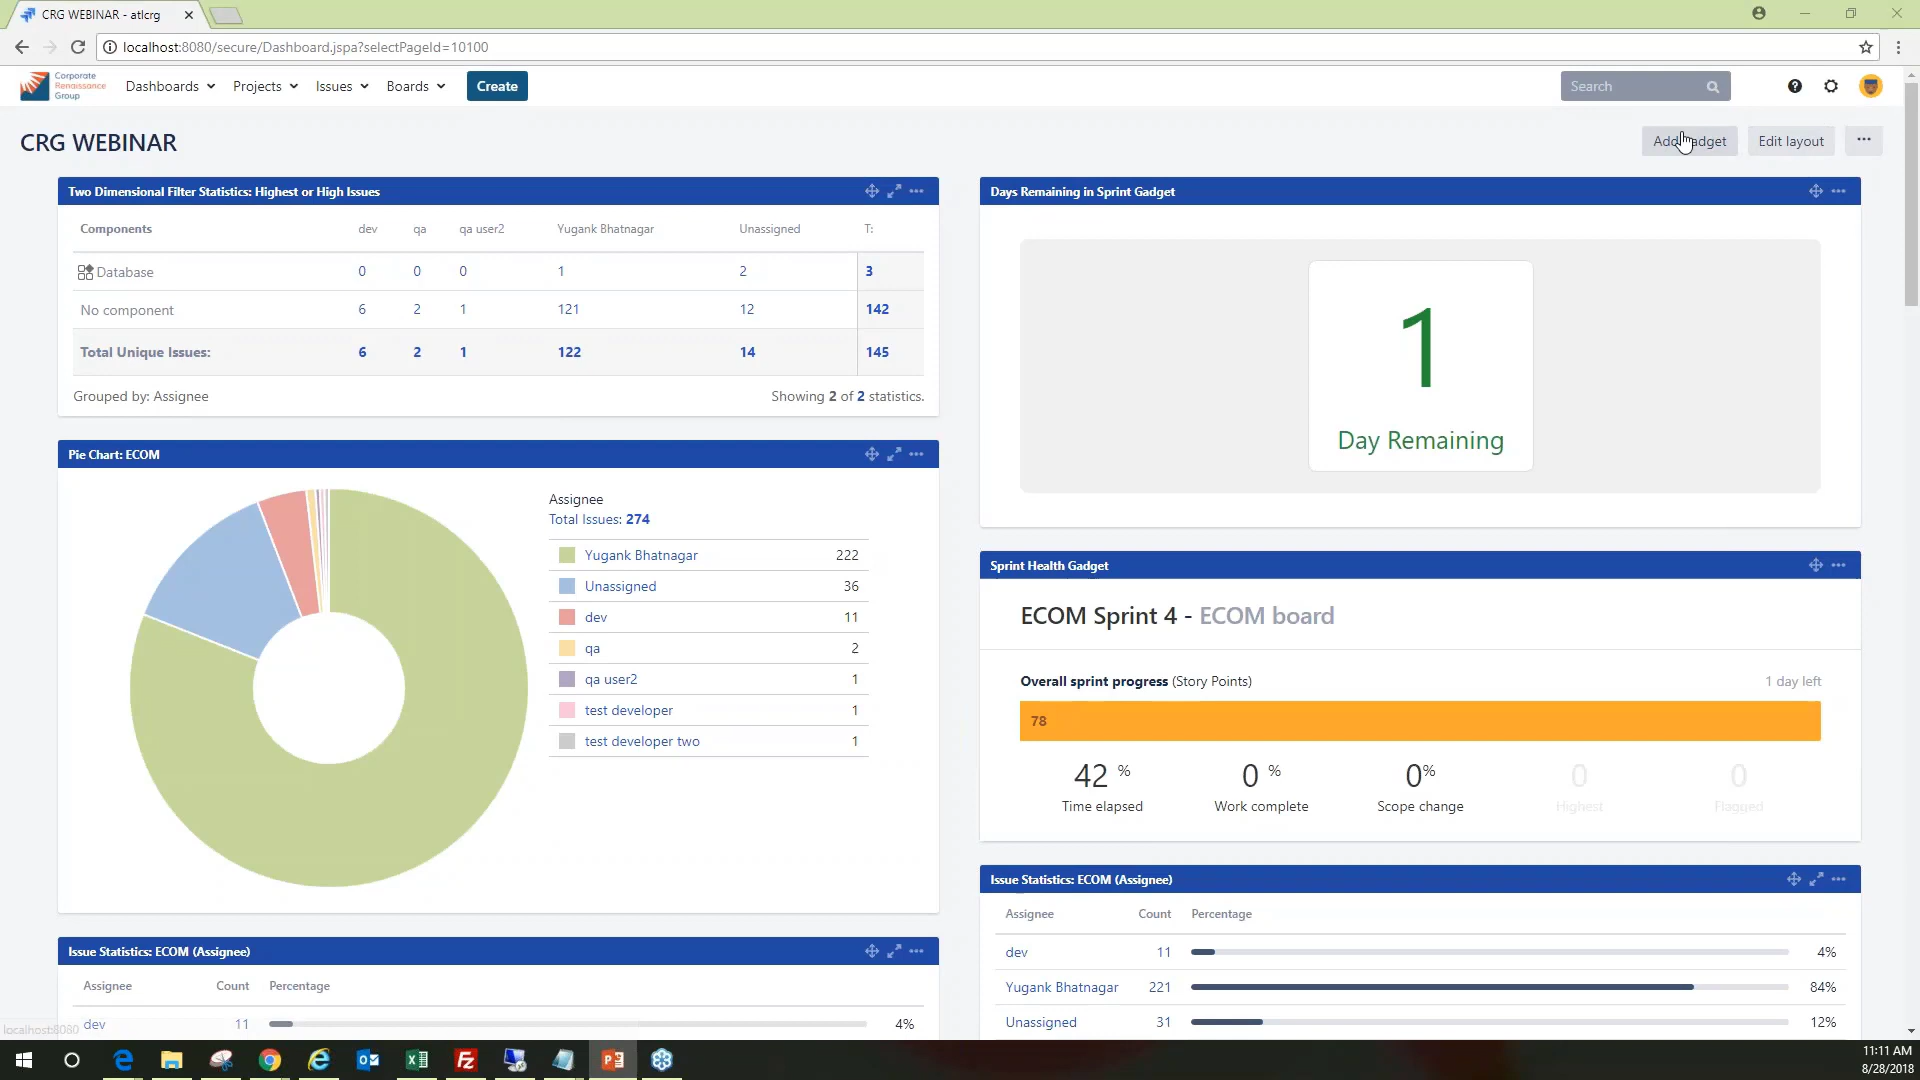 CRG WEBINAR - atlcrg
localhost:8080/secure/Dashboard.jspa?selectPageId=10100
Corporate
Renaissance
Group
Dashboards Projects Issues Boards Create Search
CRG WEBINAR
Edit layout
Two Dimensional Filter Statistics: Highest or High Issues
Components dev qa qa user2 Yugank Bhatnagar Unassigned T:
Database 0 0 0 1 2 3
No component 6 2 1 121 12 142
Total Unique Issues: 6 2 1 122 14 145
Grouped by: Assignee Showing 2 of 2 statistics.
Pie Chart: ECOM
Assignee
Total Issues: 274
Yugank Bhatnagar 222
Unassigned 36
dev 11
qa 2
qa user2 1
test developer 1
test developer two 1
Issue Statistics: ECOM (Assignee)
Assignee Count Percentage
dev 11 4%
localhost:8080
Days Remaining in Sprint Gadget
1
Day Remaining
Sprint Health Gadget
ECOM Sprint 4 - ECOM board
Overall sprint progress (Story Points) 1 day left
78
42 % 0 % 0% 0 0
Time elapsed Work complete Scope change Highest Flagged
Issue Statistics: ECOM (Assignee)
Assignee Count Percentage
dev 11 4%
Yugank Bhatnagar 221 84%
Unassigned 31 12%
11:11 AM
8/28/2018